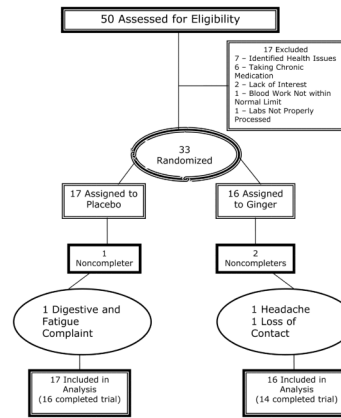 50 Assessed for Eligibility
17 Excluded
7 – Identified Health Issues
6 – Taking Chronic
Medication
2 – Lack of Interest
1 – Blood Work Not within
Normal Limit
1 – Labs Not Properly
Processed
33
Randomized
17 Assigned to
Placebo
16 Assigned
to Ginger
1
Noncompleter
2
Noncompleters
1 Digestive and
Fatigue
Complaint
1 Headache
1 Loss of
Contact
17 Included in
Analysis
(16 completed trial)
16 Included in
Analysis
(14 completed trial)